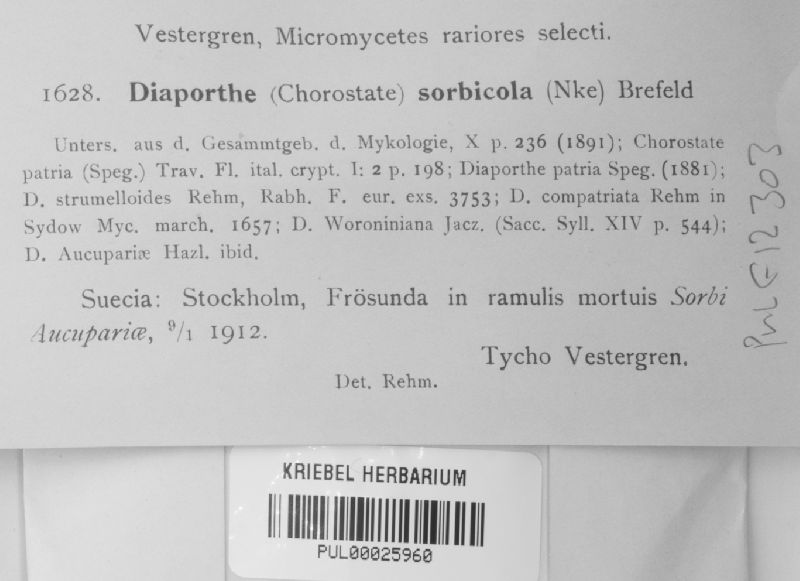 Vestergren, Micromycetes rariores selecti.
1628. Diaporthe (Chorostate) sorbicola (Nke) Brefeld
Unters. aus d. Gesammtgeb. d. Mykologie, X p. 236 (1891); Chorostate
patria (Speg.) Trav. Fl. ital. crypt. I: 2 p. 198; Diaporthe patria Speg. (1881);
D. strumelloides Rehm, Rabh. F. eur. exs. 3753; D. compatriata Rehm in
Sydow Myc. march. 1657; D. Woroniniana Jacz. (Sacc. Syll. XIV p. 544);
D. Aucupariæ Hazl. ibid.
Suecia: Stockholm, Frösunda in ramulis mortuis Sorbi
Aucupariæ, 9/1 1912.
Tycho Vestergren.
Det. Rehm.
PUL F12303
KRIEBEL HERBARIUM
PUL00025960